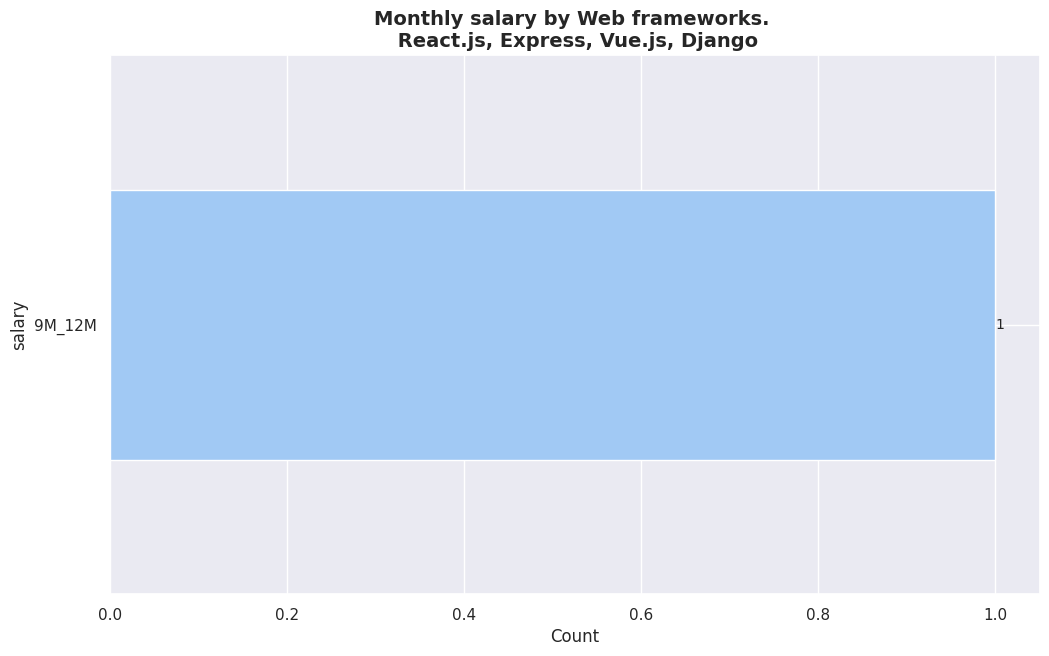 Monthly salary by Web frameworks.
React.js, Express, Vue.js, Django
salary
9M_12M
1
0.0 0.2 0.4 0.6 0.8 1.0
Count